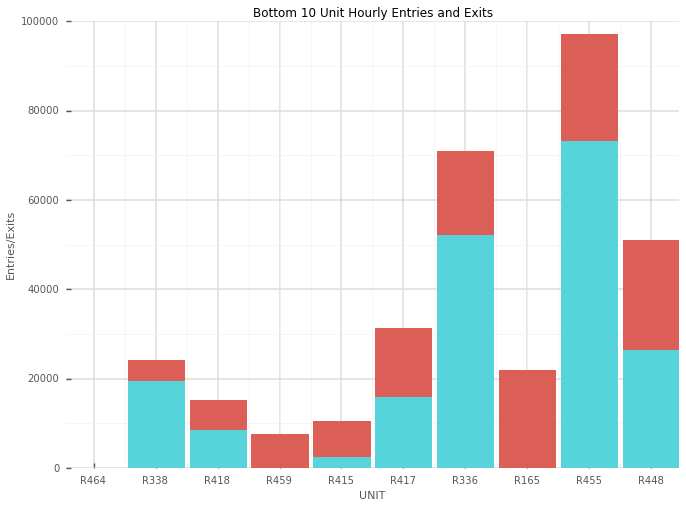 Bottom 10 Unit Hourly Entries and Exits
100000
80000
60000
40000
20000
0
Entries/Exits
R464 R338 R418 R459 R415 R417 R336 R165 R455 R448
UNIT